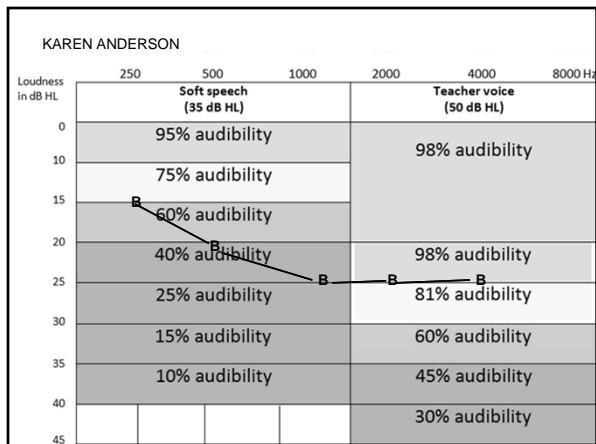 KAREN ANDERSON
Loudness in dB HL
250 500 1000 2000 4000 8000 Hz
Soft speech (35 dB HL)
Teacher voice (50 dB HL)
0
95% audibility
98% audibility
10
75% audibility
15
B
60% audibility
20
B
40% audibility
98% audibility
25
B B B
25% audibility
81% audibility
30
15% audibility
60% audibility
35
10% audibility
45% audibility
40
30% audibility
45